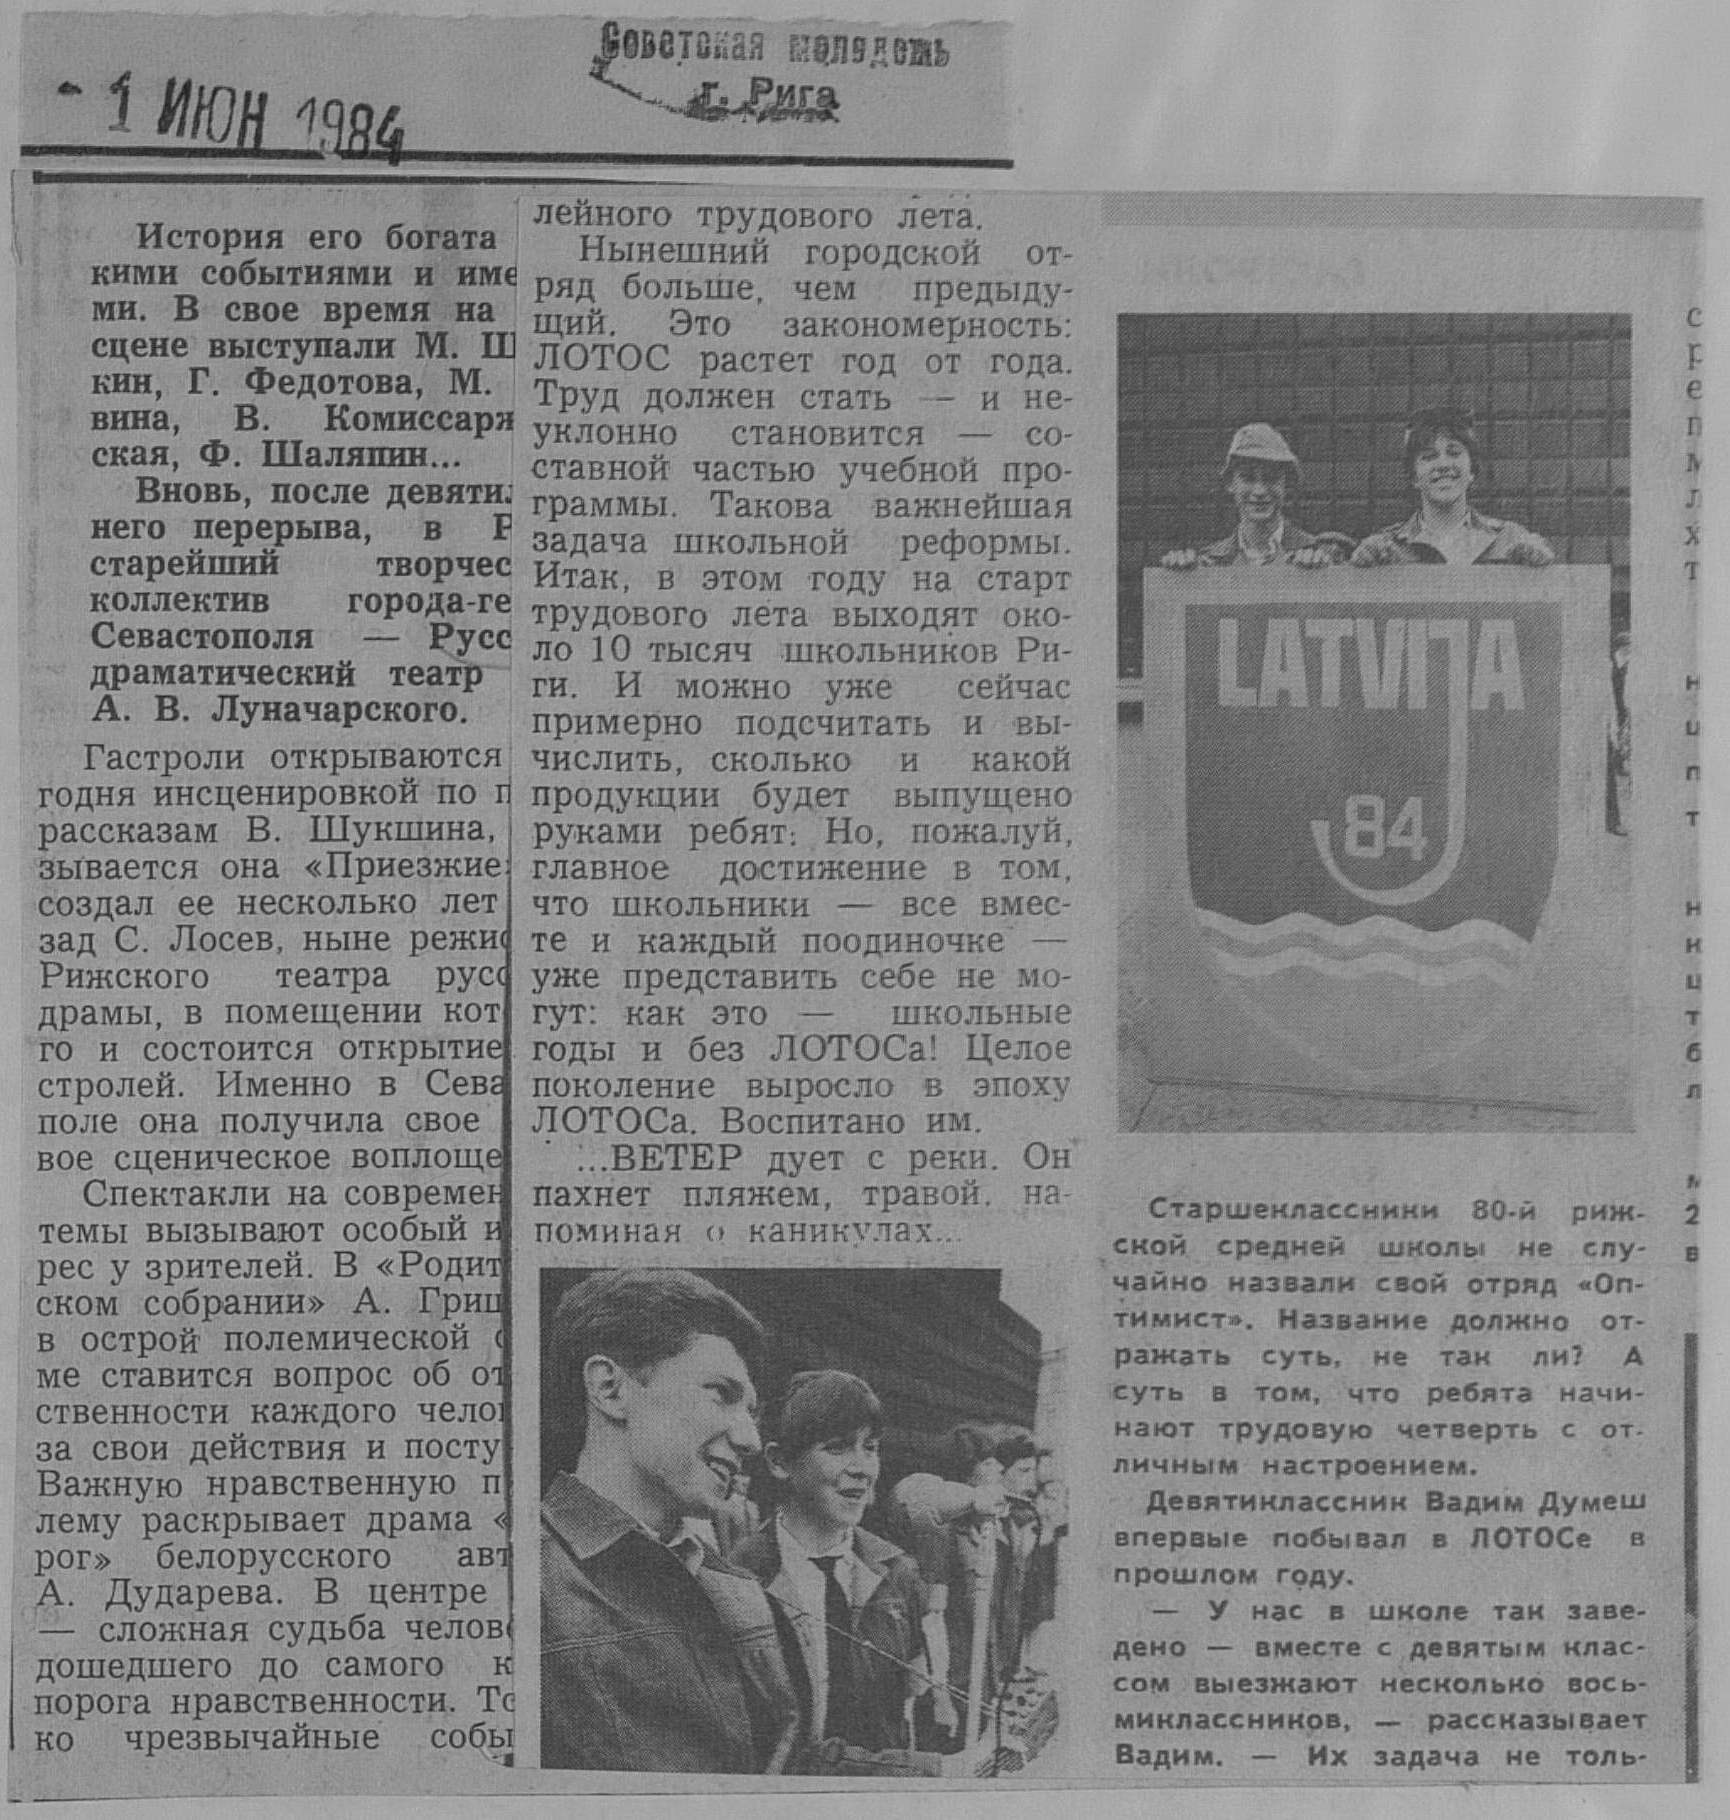 Советская молодежь
г. Рига
- 1 ИЮН 1984
История его богата
кими событиями и име
ми. В свое время на
сцене выступали М. Щ
кин, Г. Федотова, М.
вина, В. Комиссарж
ская, Ф. Шаляпин...
Вновь, после девятил
него перерыва, в Р
старейший творчес
коллектив города-ге
Севастополя — Русс
драматический театр
А. В. Луначарского.
Гастроли открываются
годня инсценировкой по п
рассказам В. Шукшина,
зывается она «Приезжие
создал ее несколько лет
зад С. Лосев, ныне режис
Рижского театра русс
драмы, в помещении кот
го и состоится открытие
стролей. Именно в Сева
поле она получила свое
вое сценическое воплоще
Спектакли на современ
темы вызывают особый и
рес у зрителей. В «Родит
ском собрании» А. Гриш
в острой полемической
ме ставится вопрос об от
ственности каждого чело
за свои действия и посту
Важную нравственную п
лему раскрывает драма «
рог» белорусского авт
А. Дударева. В центре
— сложная судьба челов
дошедшего до самого к
порога нравственности. То
ко чрезвычайные собы
лейного трудового лета.
Нынешний городской от-
ряд больше, чем предыду-
щий. Это закономерность:
ЛОТОС растет год от года.
Труд должен стать — и не-
уклонно становится — со-
ставной частью учебной про-
граммы. Такова важнейшая
задача школьной реформы.
Итак, в этом году на старт
трудового лета выходят око-
ло 10 тысяч школьников Ри-
ги. И можно уже сейчас
примерно подсчитать и вы-
числить, сколько и какой
продукции будет выпущено
руками ребят. Но, пожалуй,
главное достижение в том,
что школьники — все вмес-
те и каждый поодиночке —
уже представить себе не мо-
гут: как это — школьные
годы и без ЛОТОСа! Целое
поколение выросло в эпоху
ЛОТОСа. Воспитано им.
...ВЕТЕР дует с реки. Он
пахнет пляжем, травой, на-
поминая о каникулах...
LATVIJA
84
Старшеклассники 80-й риж-
ской средней школы не слу-
чайно назвали свой отряд «Оп-
тимист». Название должно от-
ражать суть, не так ли? А
суть в том, что ребята начи-
нают трудовую четверть с от-
личным настроением.
Девятиклассник Вадим Думеш
впервые побывал в ЛОТОСе в
прошлом году.
— У нас в школе так заве-
дено — вместе с девятым клас-
сом выезжают несколько вось-
миклассников, — рассказывает
Вадим. — Их задача не толь-